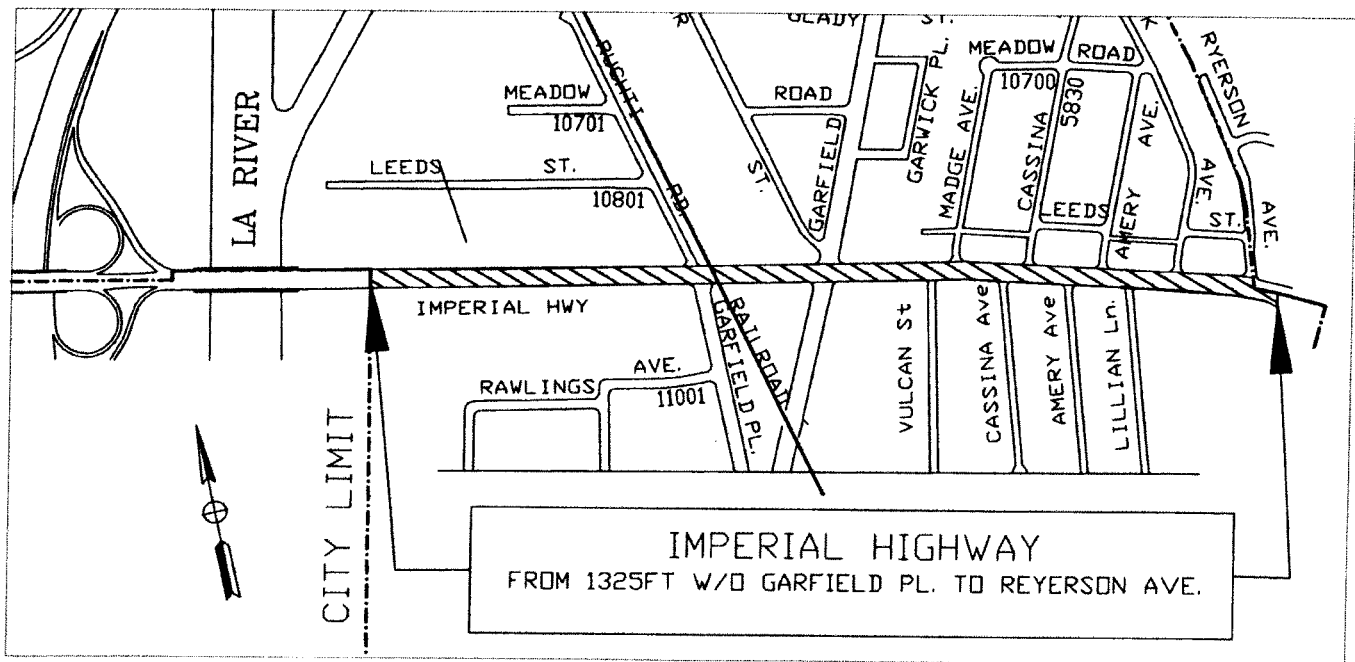 GLADY
ST.
RYERSON
MEADOW ROAD
10700
MEADOW
10701
ROAD
RUCHTI
RD.
GARWICK PL.
5830
LA RIVER
LEEDS ST.
10801
ST.
GARFIELD
MADGE AVE.
CASSINA
AVE.
AMERY
LEEDS
AVE.
ST.
AVE.
IMPERIAL HWY
RAILROAD
GARFIELD PL.
VULCAN St
CASSINA Ave
AMERY Ave
LILLIAN Ln.
RAWLINGS AVE.
11001
CITY LIMIT
IMPERIAL HIGHWAY
FROM 1325FT W/O GARFIELD PL. TO REYERSON AVE.